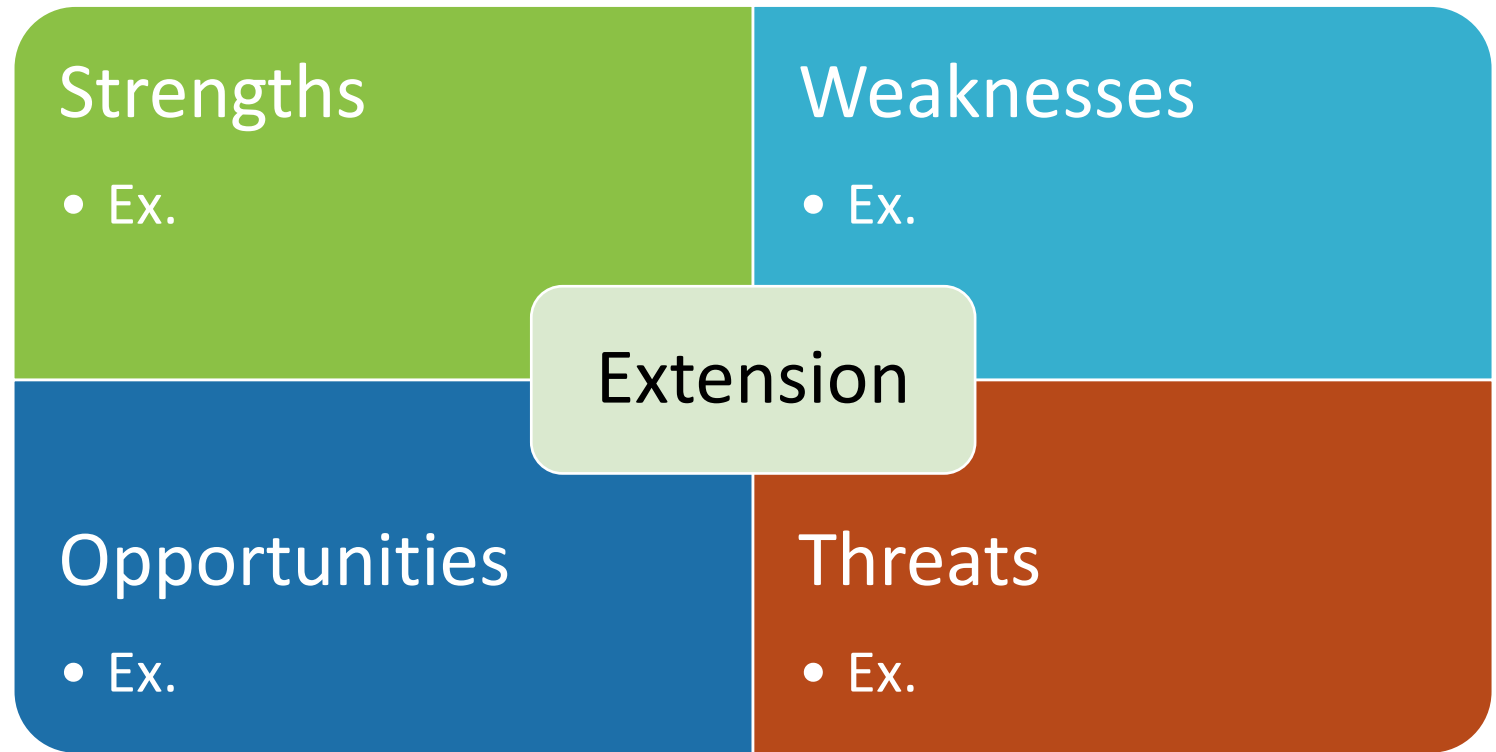 Strengths
• Ex.
Weaknesses
• Ex.
Extension
Opportunities
• Ex.
Threats
• Ex.